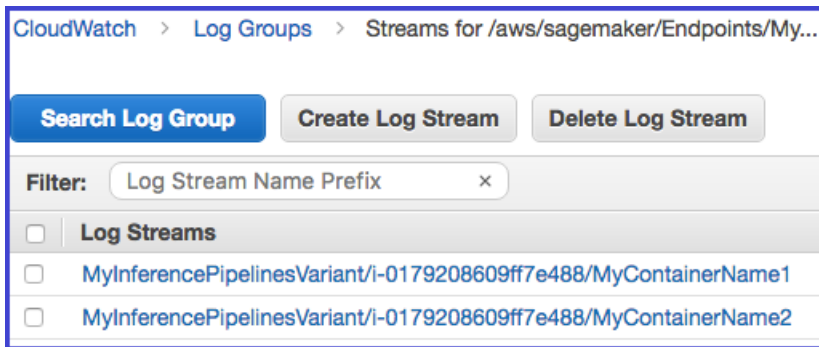 CloudWatch > Log Groups > Streams for /aws/sagemaker/Endpoints/My...
Search Log Group Create Log Stream Delete Log Stream
Filter: Log Stream Name Prefix ×
Log Streams
MyInferencePipelinesVariant/i-0179208609ff7e488/MyContainerName1
MyInferencePipelinesVariant/i-0179208609ff7e488/MyContainerName2